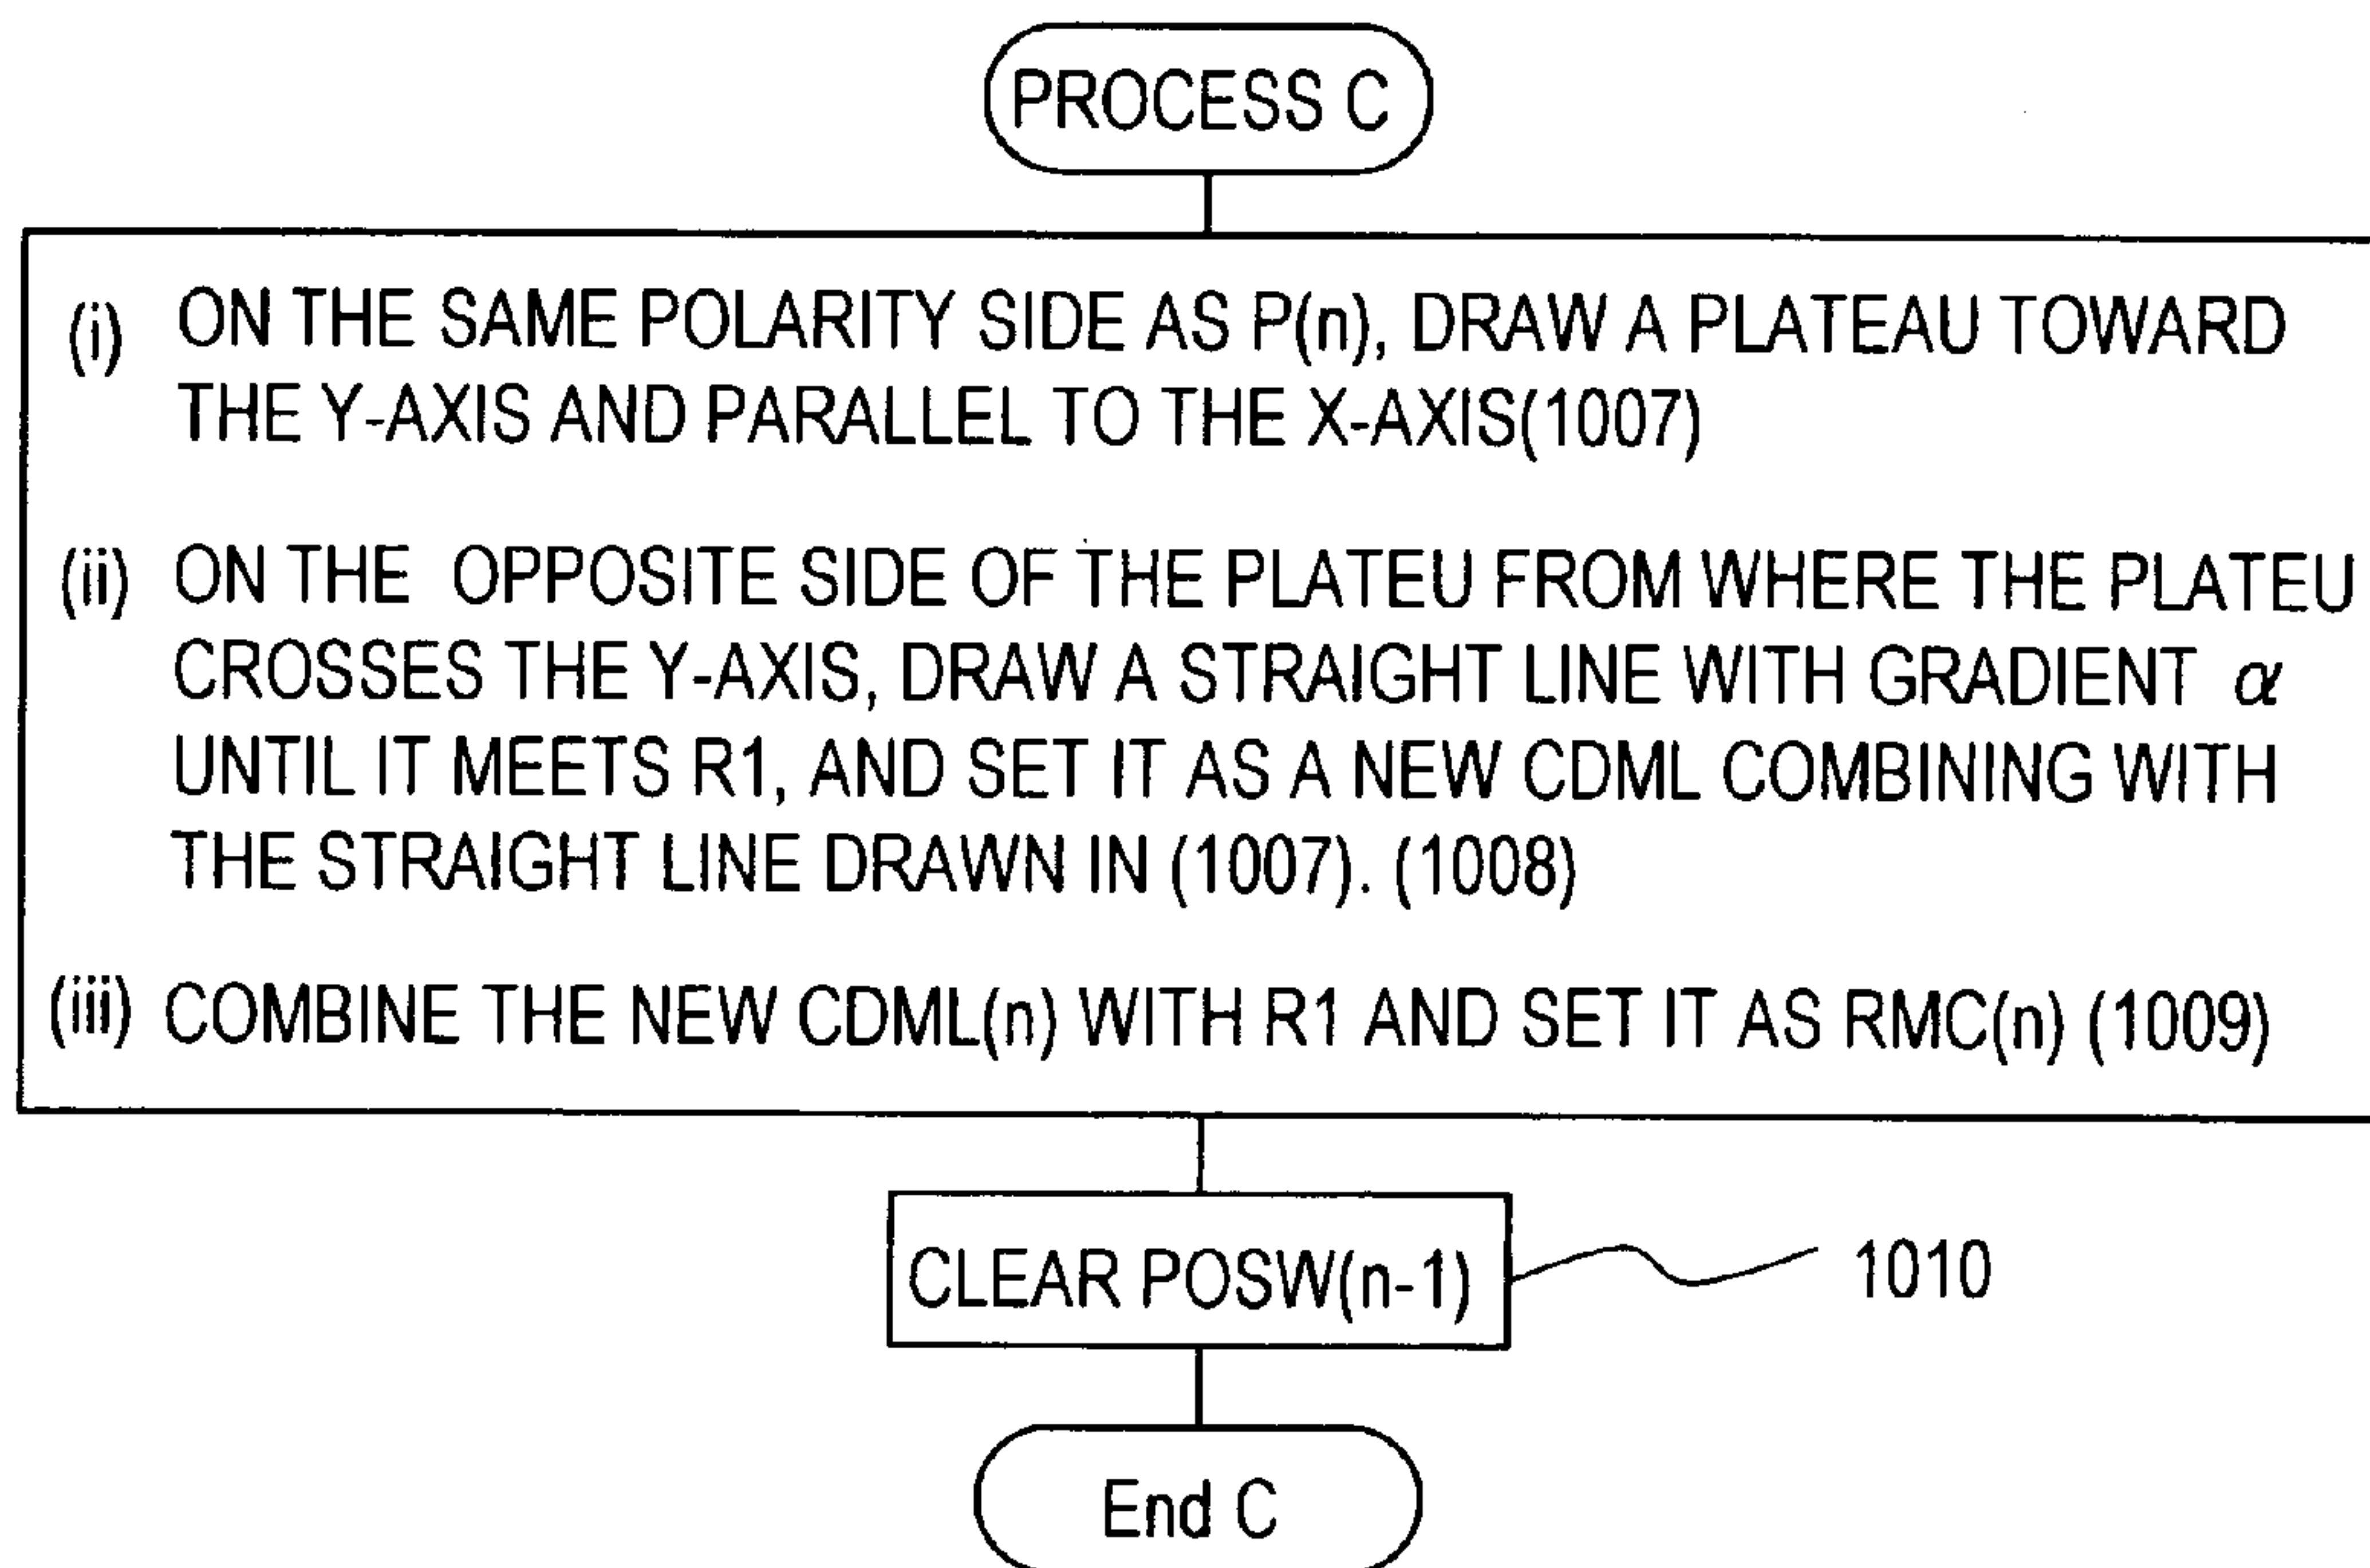 PROCESS C
(i) ON THE SAME POLARITY SIDE AS P(n), DRAW A PLATEAU TOWARD
THE Y-AXIS AND PARALLEL TO THE X-AXIS(1007)
(ii) ON THE OPPOSITE SIDE OF THE PLATEU FROM WHERE THE PLATEU
CROSSES THE Y-AXIS, DRAW A STRAIGHT LINE WITH GRADIENT α
UNTIL IT MEETS R1, AND SET IT AS A NEW CDML COMBINING WITH
THE STRAIGHT LINE DRAWN IN (1007). (1008)
(iii) COMBINE THE NEW CDML(n) WITH R1 AND SET IT AS RMC(n) (1009)
CLEAR POSW(n-1)
1010
End C